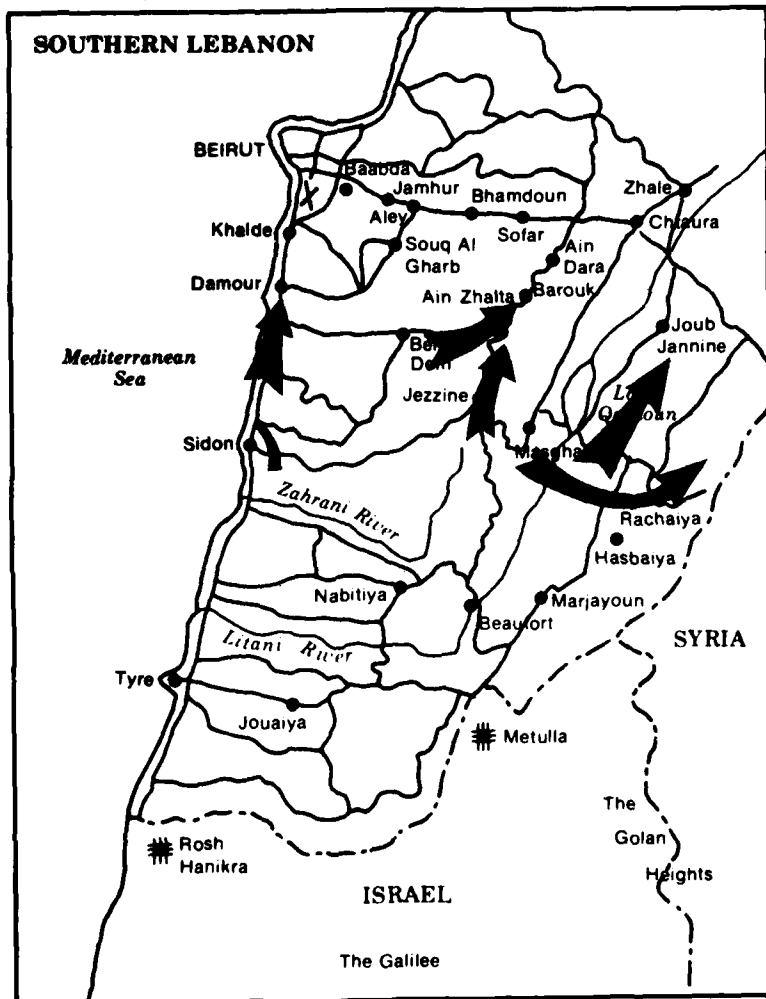 SOUTHERN LEBANON
BEIRUT
Baabda
Jamhur
Aley
Bhamdoun
Sofar
Zhale
Chtaura
Khalde
Souq Al
Gharb
Ain
Dara
Damour
Ain Zhalta
Barouk
Joub
Jannine
Mediterranean
Sea
Jezzine
Sidon
Zahrani River
Rachaiya
Hasbaiya
Nabitiya
Beaufort
Marjayoun
Litani River
SYRIA
Tyre
Jouaiya
Metulla
The
Golan
Heights
Rosh
Hanikra
ISRAEL
The Galilee